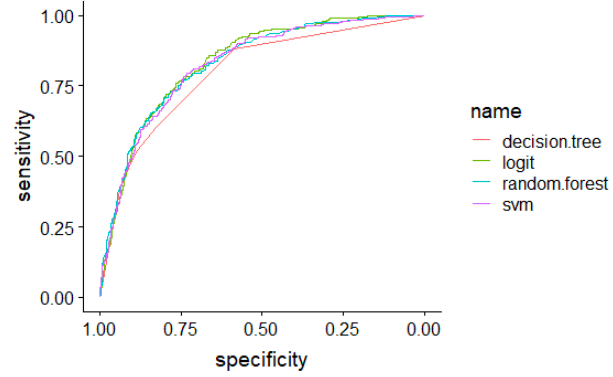 1.00
0.75
0.50
0.25
0.00
sensitivity
1.00 0.75 0.50 0.25 0.00
specificity
name
decision.tree
logit
random.forest
svm